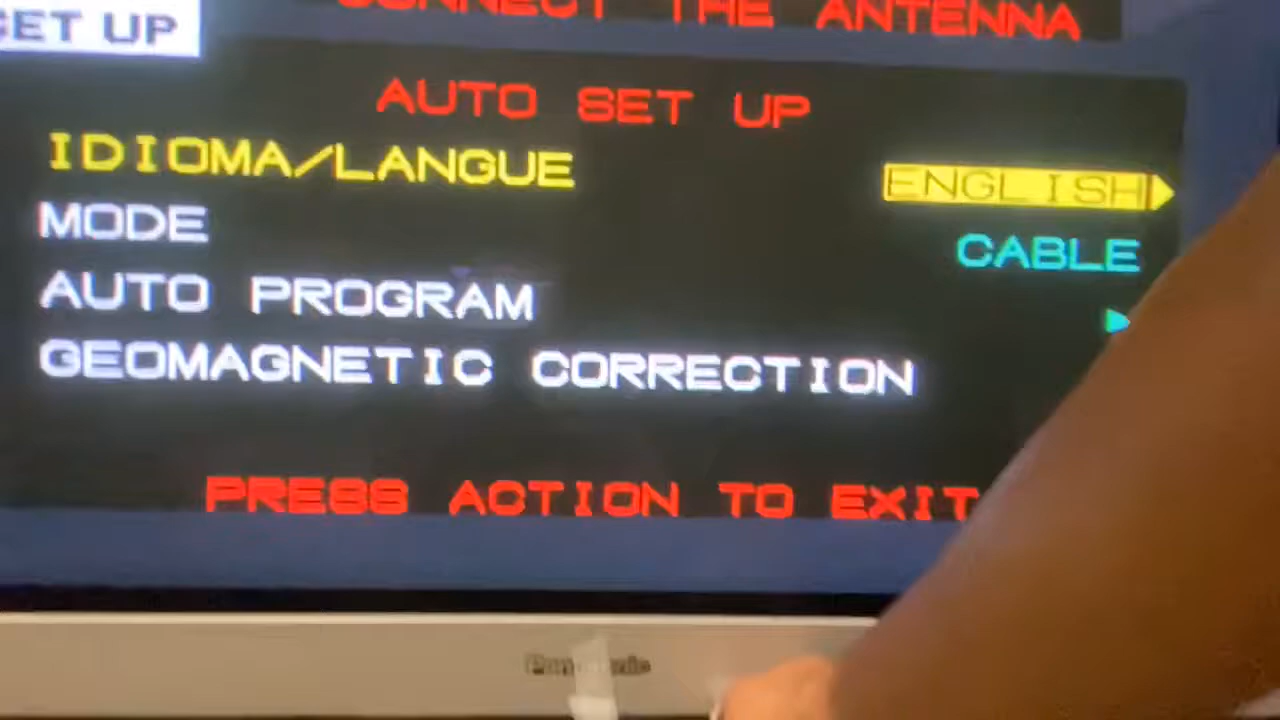 CONNECT THE ANTENNA
SET UP
AUTO SET UP
IDIOMA/LANGUE ENGLISH
MODE CABLE
AUTO PROGRAM
GEOMAGNETIC CORRECTION
PRESS ACTION TO EXIT
Panasonic